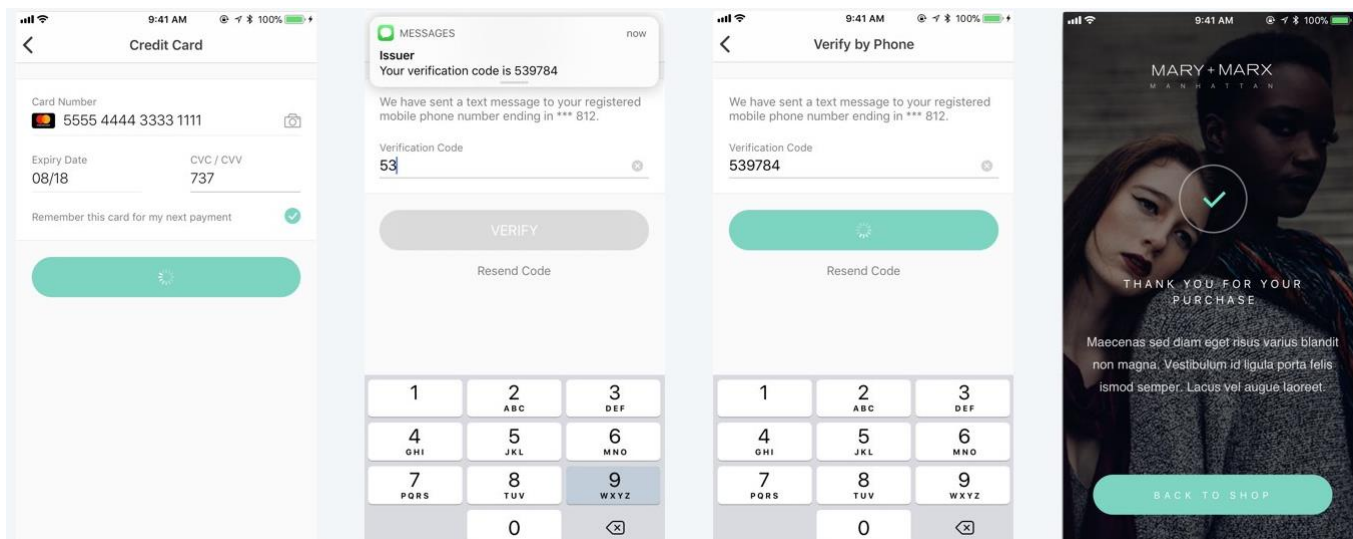 9:41 AM
100%
Credit Card
Card Number
5555 4444 3333 1111
Expiry Date
CVC / CVV
08/18
737
Remember this card for my next payment
MESSAGES
now
Issuer
Your verification code is 539784
We have sent a text message to your registered
mobile phone number ending in *** 812.
Verification Code
53
VERIFY
Resend Code
1
2
ABC
3
DEF
4
GHI
5
JKL
6
MNO
7
PQRS
8
TUV
9
WXYZ
0
9:41 AM
100%
Verify by Phone
We have sent a text message to your registered
mobile phone number ending in *** 812.
Verification Code
539784
Resend Code
1
2
ABC
3
DEF
4
GHI
5
JKL
6
MNO
7
PQRS
8
TUV
9
WXYZ
0
9:41 AM
100%
MARY+MARX
MANHATTAN
THANK YOU FOR YOUR
PURCHASE
Maecenas sed diam eget risus varius blandit
non magna. Vestibulum id ligula porta felis
ismod semper. Lacus vel augue laoreet.
BACK TO SHOP